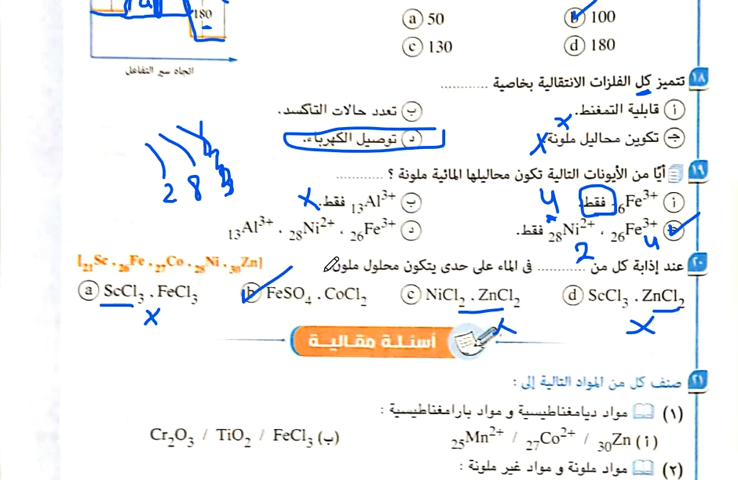 180
اتجاه سير التفاعل
a 50
b 100
c 130
d 180
١٨ تتميز كل الفلزات الانتقالية بخاصية ............
أ قابلية التمغنط.
ب تعدد حالات التأكسد.
ج تكوين محاليل ملونة
د توصيل الكهرباء.
x
x
2 8
١٩ أيًا من الأيونات التالية تكون محاليلها المائية ملونة ؟ ............
أ 26Fe³⁺ فقط.
4
ب 13Al³⁺ فقط.
x
26Fe³⁺ ، 28Ni²⁺ فقط.
4
2
د 26Fe³⁺ ، 28Ni²⁺ ، 13Al³⁺
٢٠ عند إذابة كل من ............ في الماء على حدى يتكون محلول ملون
[21Sc , 26Fe , 27Co , 28Ni , 30Zn]
a ScCl₃ . FeCl₃
b FeSO₄ . CoCl₂
c NiCl₂ . ZnCl₂
d ScCl₃ . ZnCl₂
x
x
x
أسئلة مقالية
٢١ صنف كل من المواد التالية إلى :
(١) مواد ديامغناطيسية و مواد بارامغناطيسية :
(أ) 25Mn²⁺ / 27Co²⁺ / 30Zn
(ب) Cr₂O₃ / TiO₂ / FeCl₃
(٢) مواد ملونة و مواد غير ملونة :